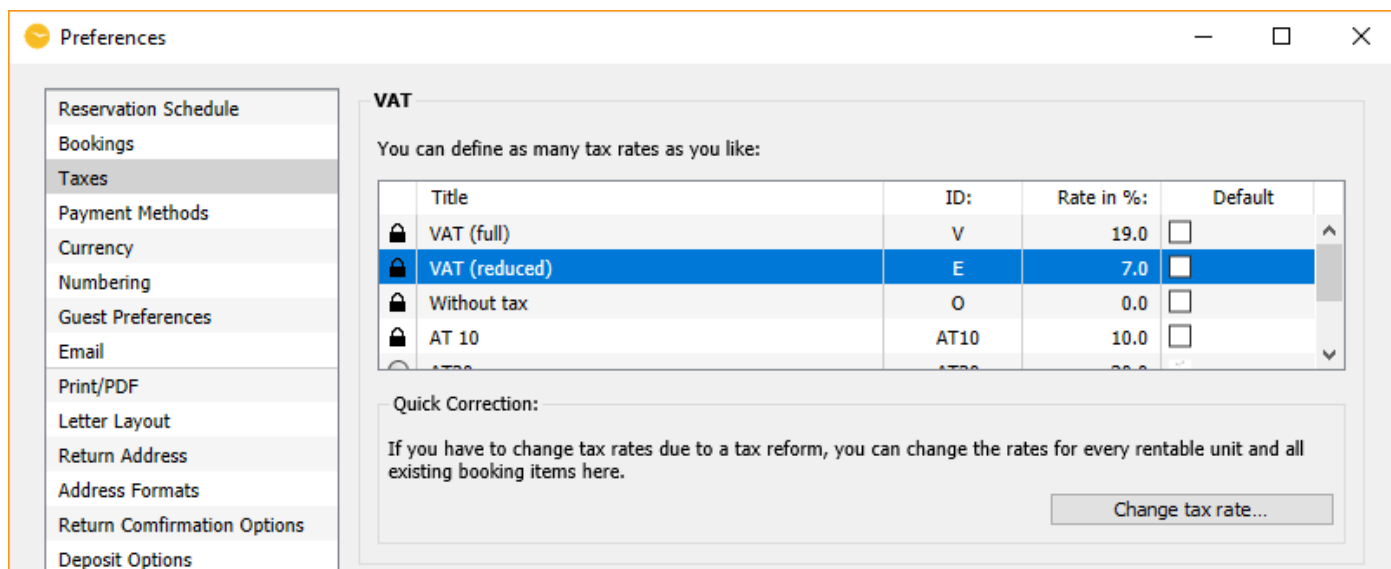 Preferences
Reservation Schedule
Bookings
Taxes
Payment Methods
Currency
Numbering
Guest Preferences
Email
Print/PDF
Letter Layout
Return Address
Address Formats
Return Comfirmation Options
Deposit Options
VAT
You can define as many tax rates as you like:
Title ID: Rate in %: Default
VAT (full) V 19.0
VAT (reduced) E 7.0
Without tax O 0.0
AT 10 AT10 10.0
Quick Correction:
If you have to change tax rates due to a tax reform, you can change the rates for every rentable unit and all
existing booking items here.
Change tax rate...